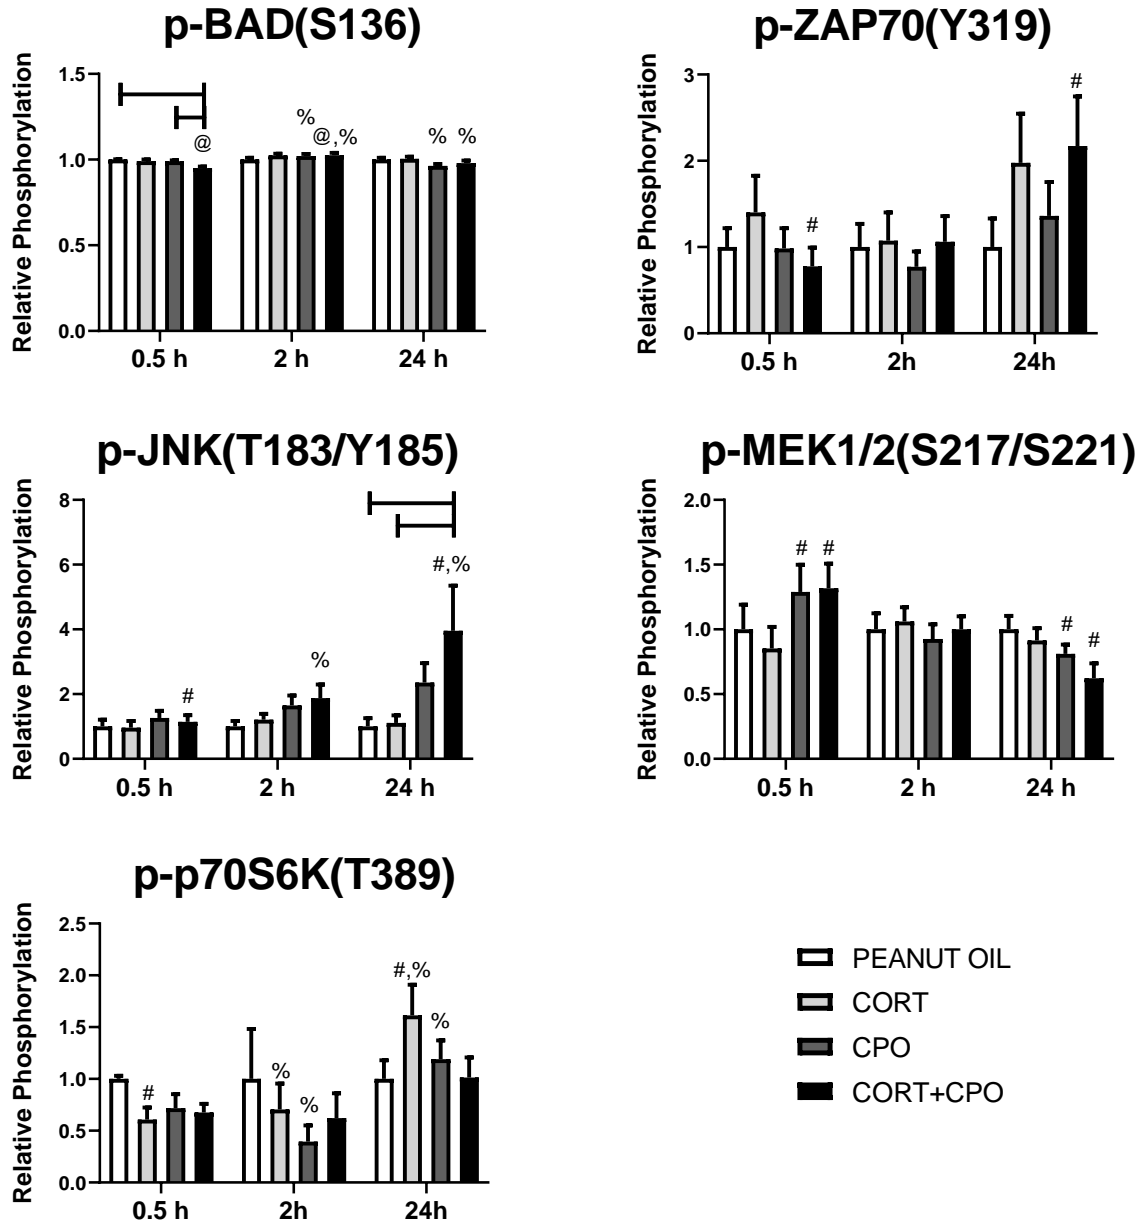 p-BAD(S136)
Relative Phosphorylation
1.5
1.0
0.5
0.0
@
%
@,%
%
%
0.5 h
2 h
24 h
p-ZAP70(Y319)
Relative Phosphorylation
3
2
1
0
#
#
0.5 h
2h
24h
p-JNK(T183/Y185)
Relative Phosphorylation
8
6
4
2
0
#
%
#,%
0.5 h
2 h
24 h
p-MEK1/2(S217/S221)
Relative Phosphorylation
2.0
1.5
1.0
0.5
0.0
#
#
#
#
0.5 h
2 h
24 h
p-p70S6K(T389)
Relative Phosphorylation
2.5
2.0
1.5
1.0
0.5
0.0
#
%
%
#,%
%
0.5 h
2h
24h
PEANUT OIL
CORT
CPO
CORT+CPO